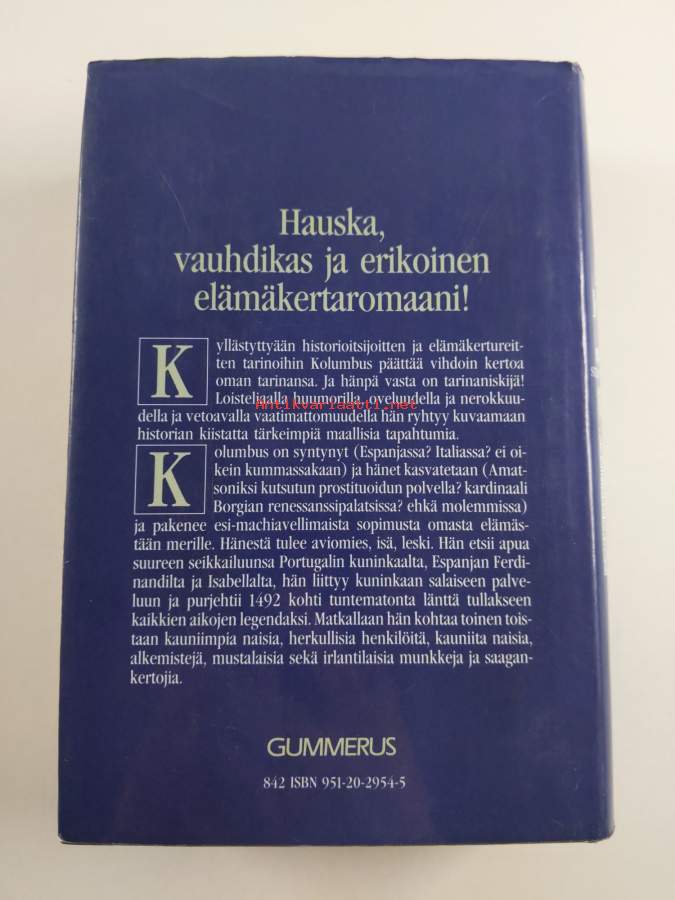 Hauska,
vauhdikas ja erikoinen
elämäkertaromaani!
Kyllästyttyään historioitsijoitten ja elämäkertureit-
ten tarinoihin Kolumbus päättää vihdoin kertoa
oman tarinansa. Ja hänpä vasta on tarinaniskijä!
Loisteliaalla huumorilla, oveluudella ja nerokkuu-
Antikvariaatti.net
della ja vetoavalla vaatimattomuudella hän ryhtyy kuvaamaan
historian kiistatta tärkeimpiä maallisia tapahtumia.
Kolumbus on syntynyt (Espanjassa? Italiassa? ei oi-
kein kummassakaan) ja hänet kasvatetaan (Amat-
soniksi kutsutun prostituoidun polvella? kardinaali
Borgian renessanssipalatsissa? ehkä molemmissa)
ja pakenee esi-machiavellimaista sopimusta omasta elämäs-
tään merille. Hänestä tulee aviomies, isä, leski. Hän etsii apua
suureen seikkailuunsa Portugalin kuninkaalta, Espanjan Ferdi-
nandilta ja Isabellalta, hän liittyy kuninkaan salaiseen palve-
luun ja purjehtii 1492 kohti tuntematonta länttä tullakseen
kaikkien aikojen legendaksi. Matkallaan hän kohtaa toinen tois-
taan kauniimpia naisia, herkullisia henkilöitä, kauniita naisia,
alkemistejä, mustalaisia sekä irlantilaisia munkkeja ja saagan-
kertojia.
GUMMERUS
842 ISBN 951-20-2954-5